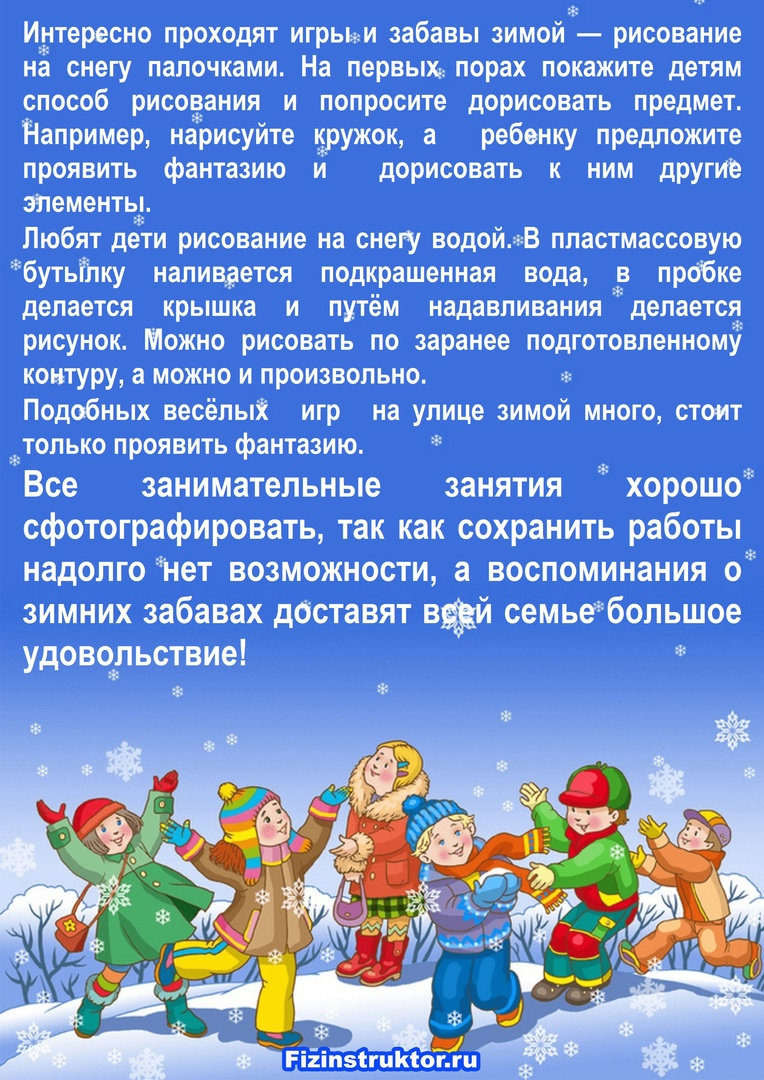 Интересно проходят игры и забавы зимой — рисование
на снегу палочками. На первых порах покажите детям
способ рисования и попросите дорисовать предмет.
Например, нарисуйте кружок, а ребенку предложите
проявить фантазию и дорисовать к ним другие
элементы.
Любят дети рисование на снегу водой. В пластмассовую
бутылку наливается подкрашенная вода, в пробке
делается крышка и путём надавливания делается
рисунок. Можно рисовать по заранее подготовленному
контуру, а можно и произвольно.
Подобных весёлых игр на улице зимой много, стоит
только проявить фантазию.
Все занимательные занятия хорошо
сфотографировать, так как сохранить работы
надолго нет возможности, а воспоминания о
зимних забавах доставят всей семье большое
удовольствие!
Fizinstruktor.ru